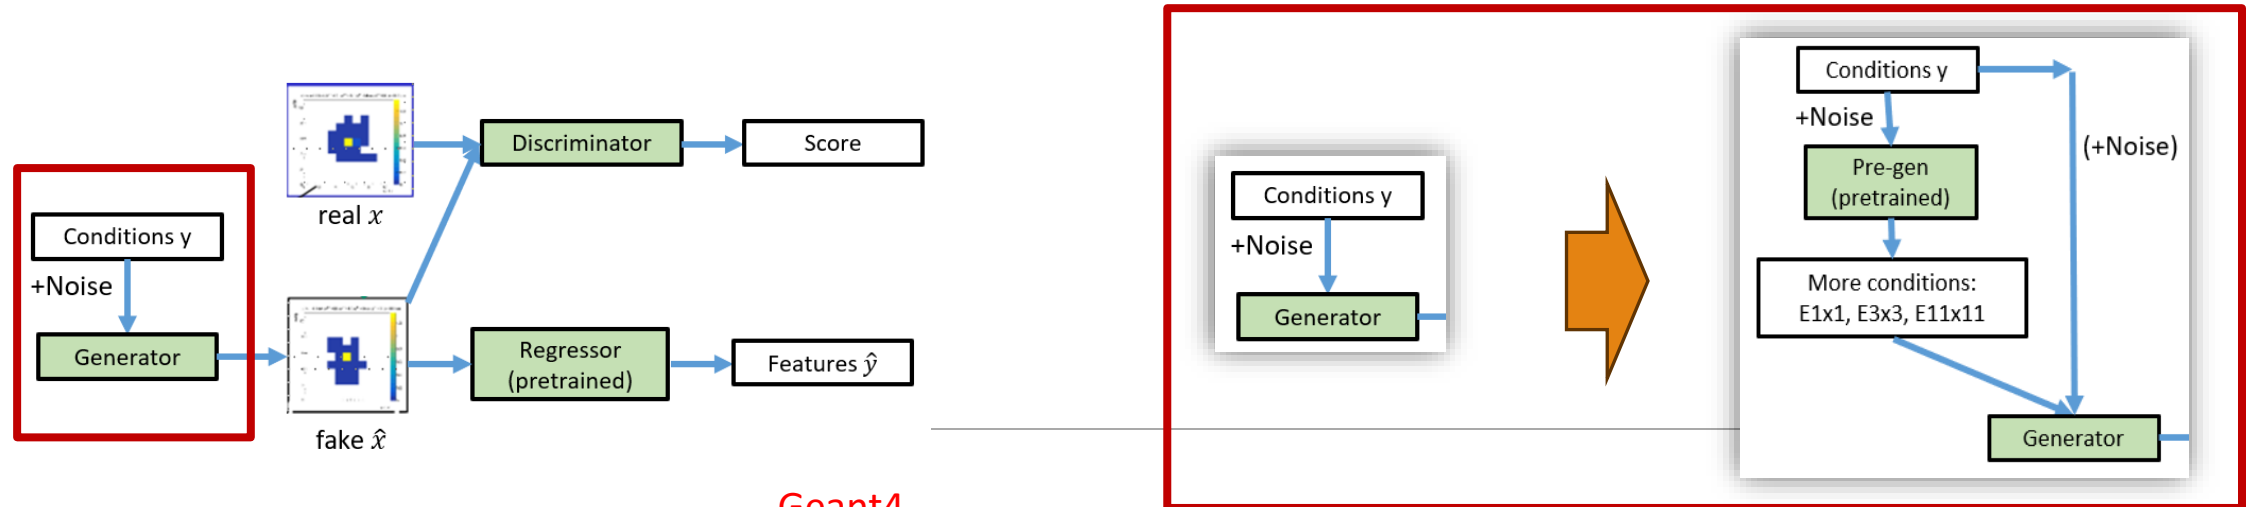 Conditions y
+Noise
Generator
real x
fake x̂
Discriminator
Score
Regressor
(pretrained)
Features ŷ
Geant4
Conditions y
+Noise
Generator
Conditions y
+Noise
(+Noise)
Pre-gen
(pretrained)
More conditions:
E1x1, E3x3, E11x11
Generator